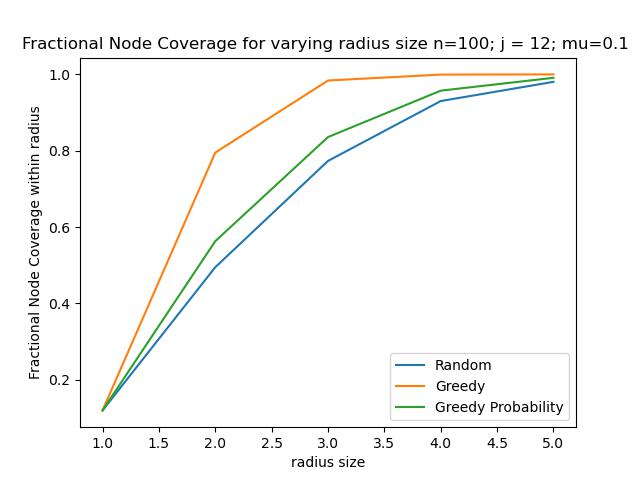 Fractional Node Coverage for varying radius size n=100; j = 12; mu=0.1
Fractional Node Coverage within radius
1.0
0.8
0.6
0.4
0.2
Random
Greedy
Greedy Probability
1.0 1.5 2.0 2.5 3.0 3.5 4.0 4.5 5.0
radius size